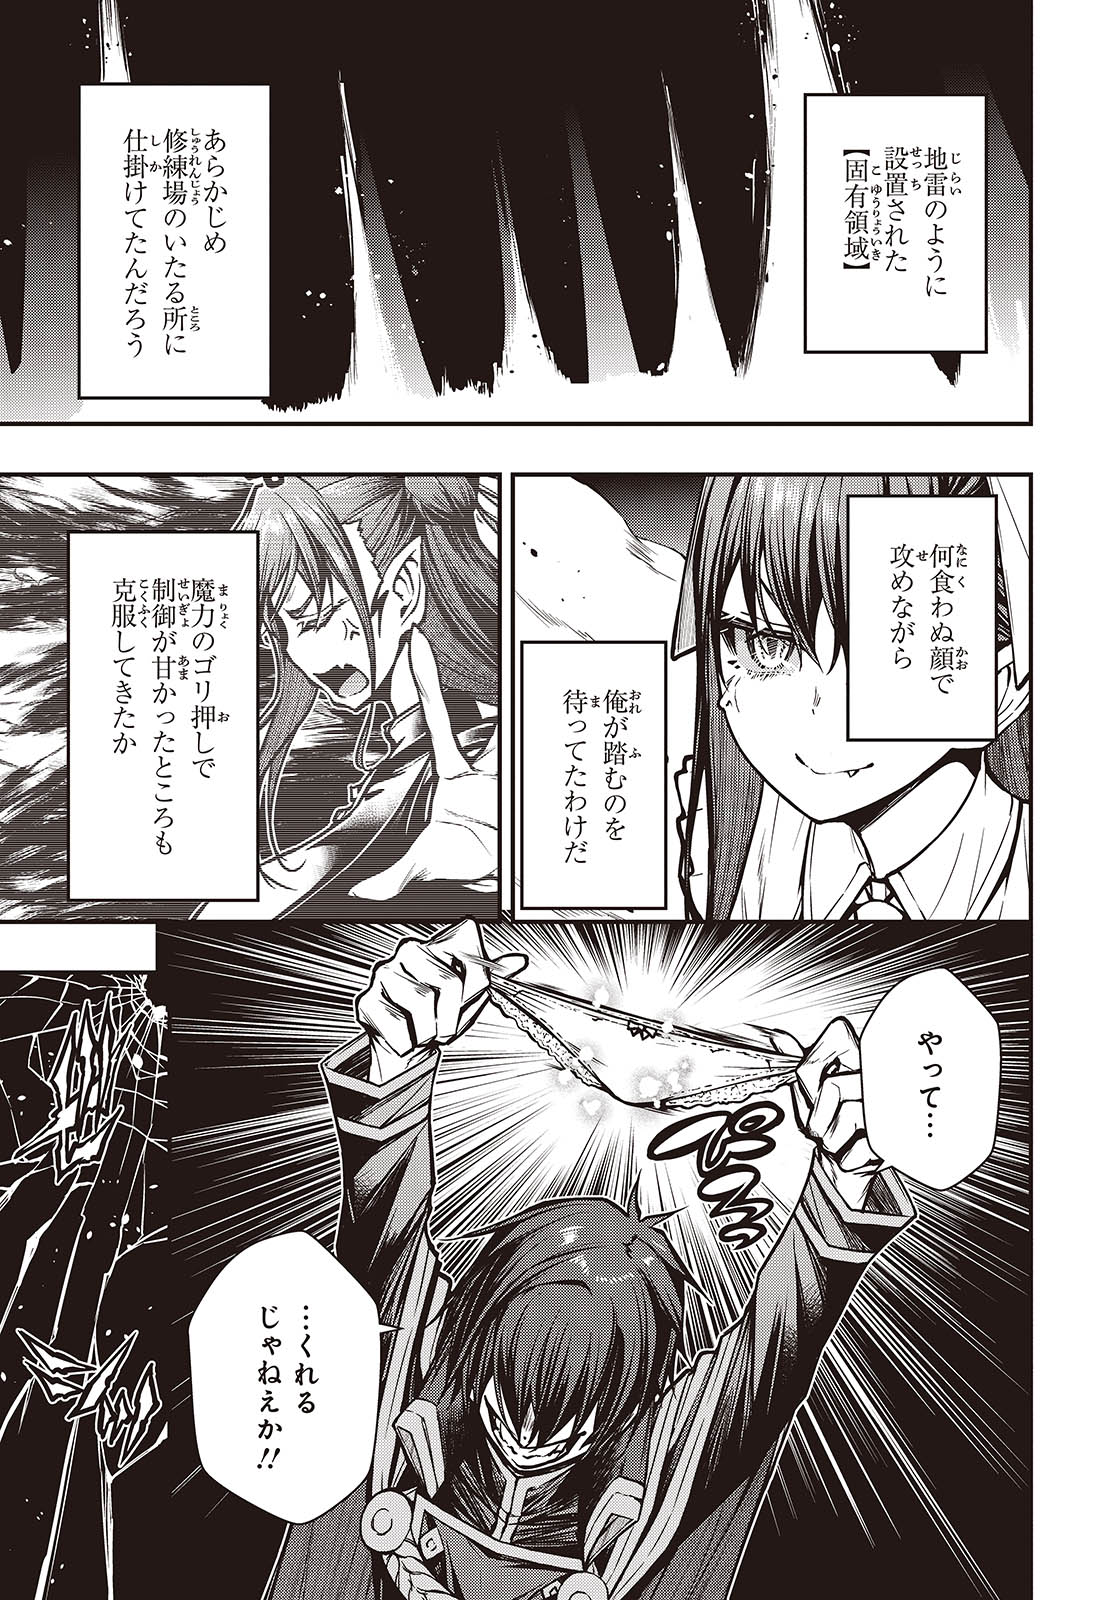 地雷のように
設置された
【固有領域】
あらかじめ
修練場のいたる所に
仕掛けてたんだろう
何食わぬ顔で
攻めながら
俺が踏むのを
待ってたわけだ
魔力のゴリ押しで
制御が甘かったところも
克服してきたか
やって…
ぺろん
…くれる
じゃねえか!!